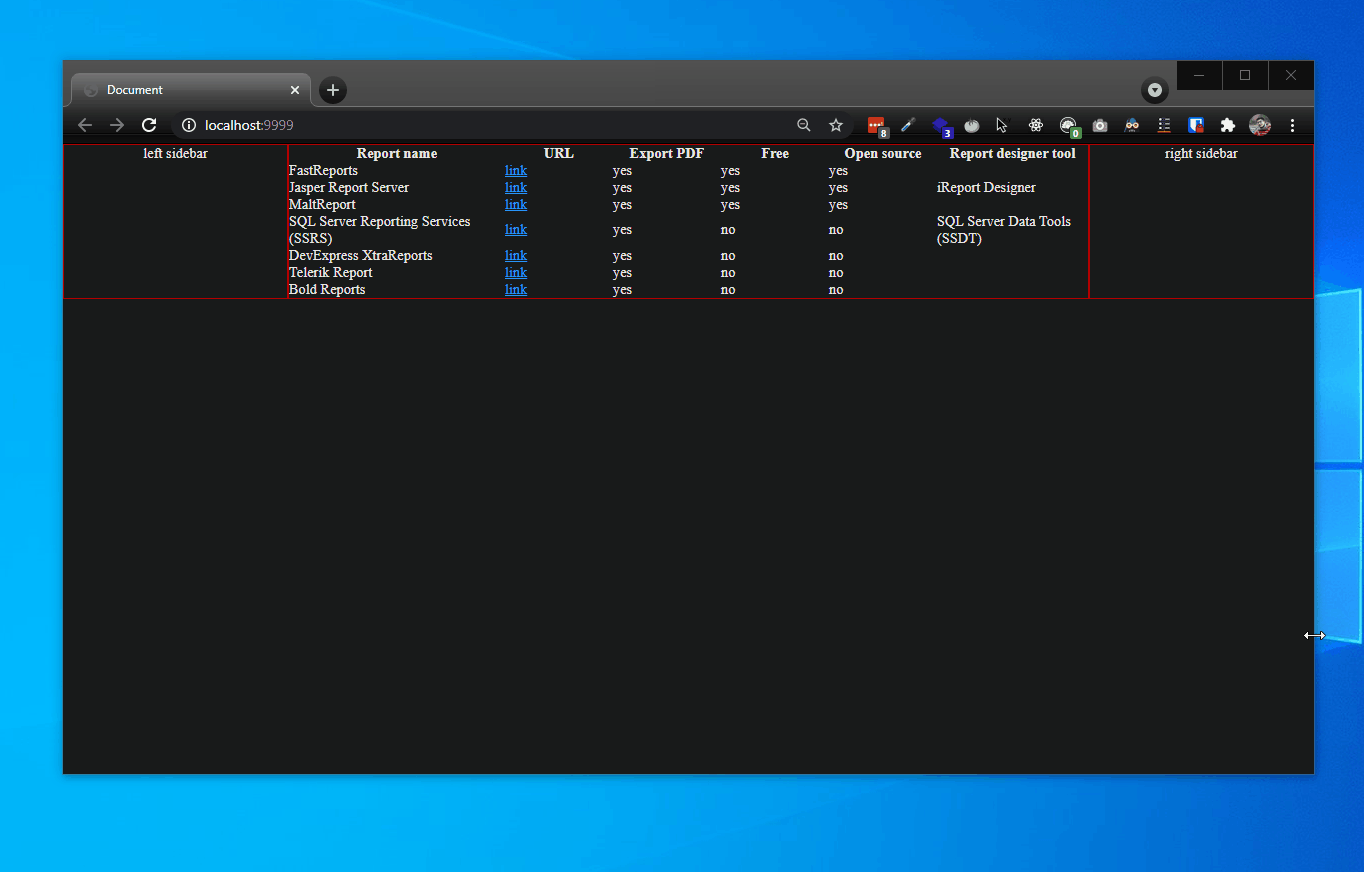 Document
localhost:9999
8
3
0
left sidebar
Report name URL Export PDF Free Open source Report designer tool
right sidebar
FastReports link yes yes yes
Jasper Report Server link yes yes yes iReport Designer
MaltReport link yes yes yes
SQL Server Reporting Services
(SSRS) link yes no no SQL Server Data Tools
(SSDT)
DevExpress XtraReports link yes no no
Telerik Report link yes no no
Bold Reports link yes no no